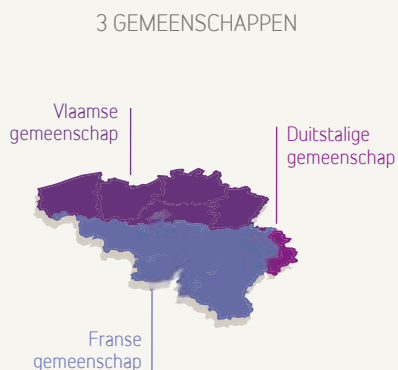 3 GEMEENSCHAPPEN
Vlaamse
gemeenschap
Duitstalige
gemeenschap
Franse
gemeenschap